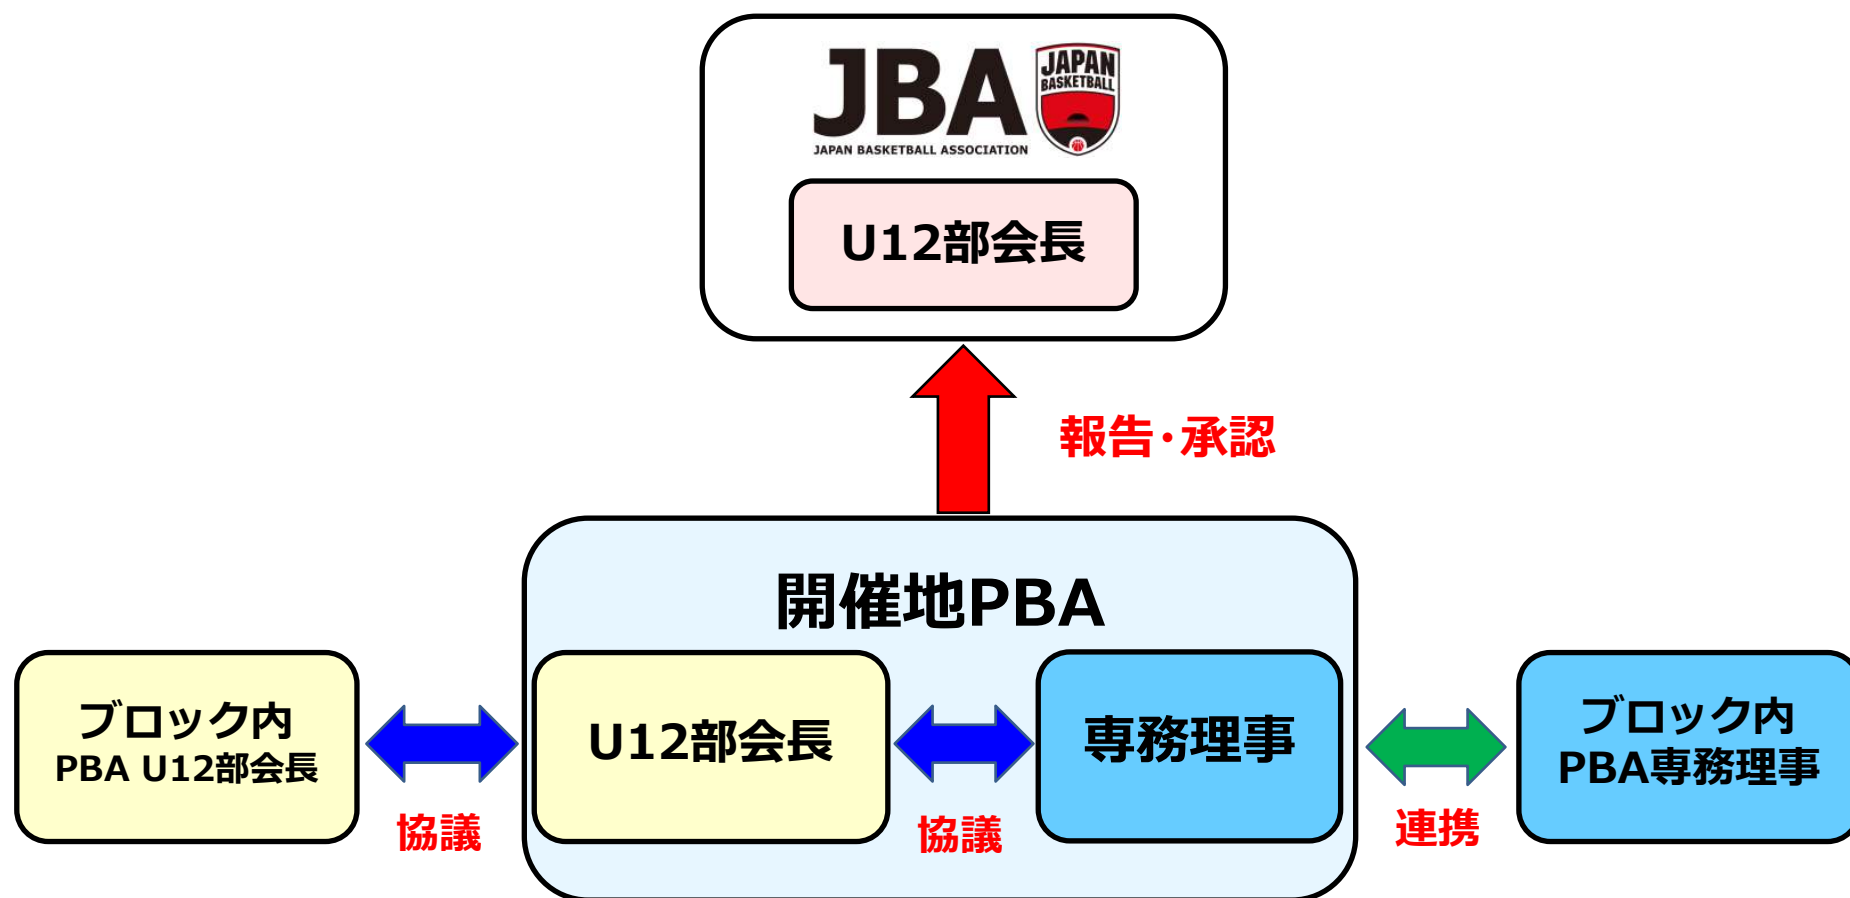 JBA
JAPAN BASKETBALL ASSOCIATION
JAPAN
BASKETBALL
U12部会長
報告・承認
開催地PBA
ブロック内
PBA U12部会長
協議
U12部会長
協議
専務理事
連携
ブロック内
PBA専務理事